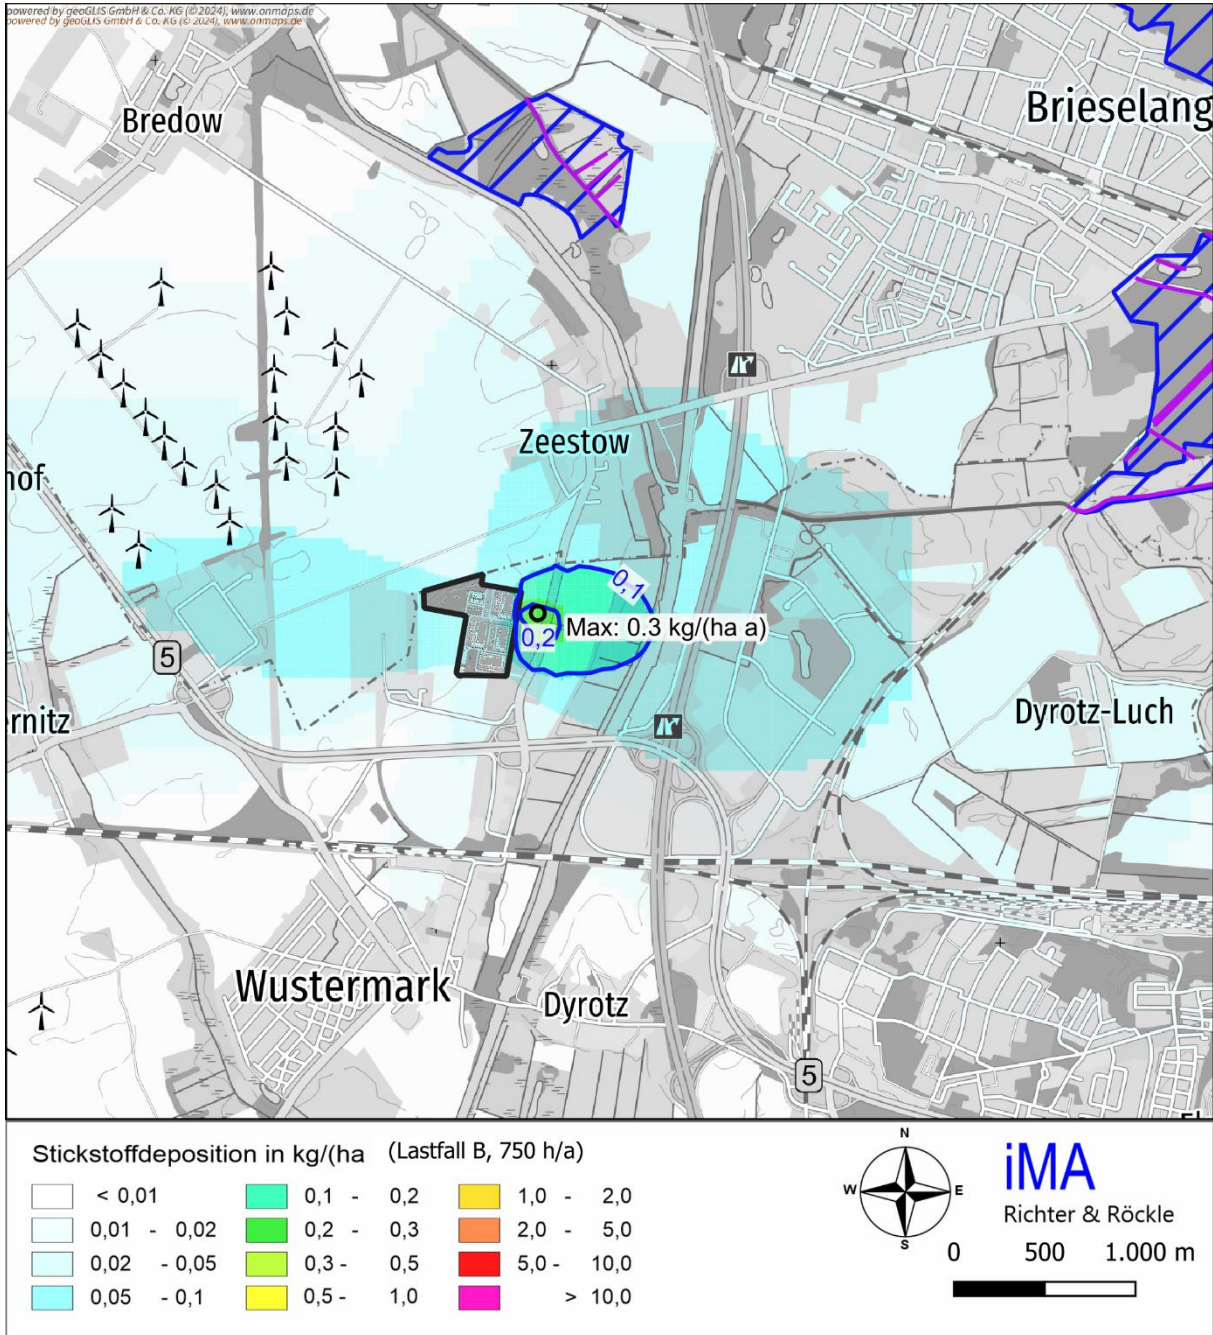 powered by geoGLIS GmbH & Co. KG (© 2024), www.onmaps.de
powered by geoGLIS GmbH & Co. KG (© 2024), www.onmaps.de
Bredow
Brieselang
Zeestow
hof
0,1
0,2
Max: 0.3 kg/(ha a)
5
ernitz
Dyrotz-Luch
Wustermark
Dyrotz
5
Stickstoffdeposition in kg/(ha (Lastfall B, 750 h/a)
< 0,01
0,01 - 0,02
0,02 - 0,05
0,05 - 0,1
0,1 - 0,2
0,2 - 0,3
0,3 - 0,5
0,5 - 1,0
1,0 - 2,0
2,0 - 5,0
5,0 - 10,0
> 10,0
N
W E
S
iMA
Richter & Röckle
0 500 1.000 m